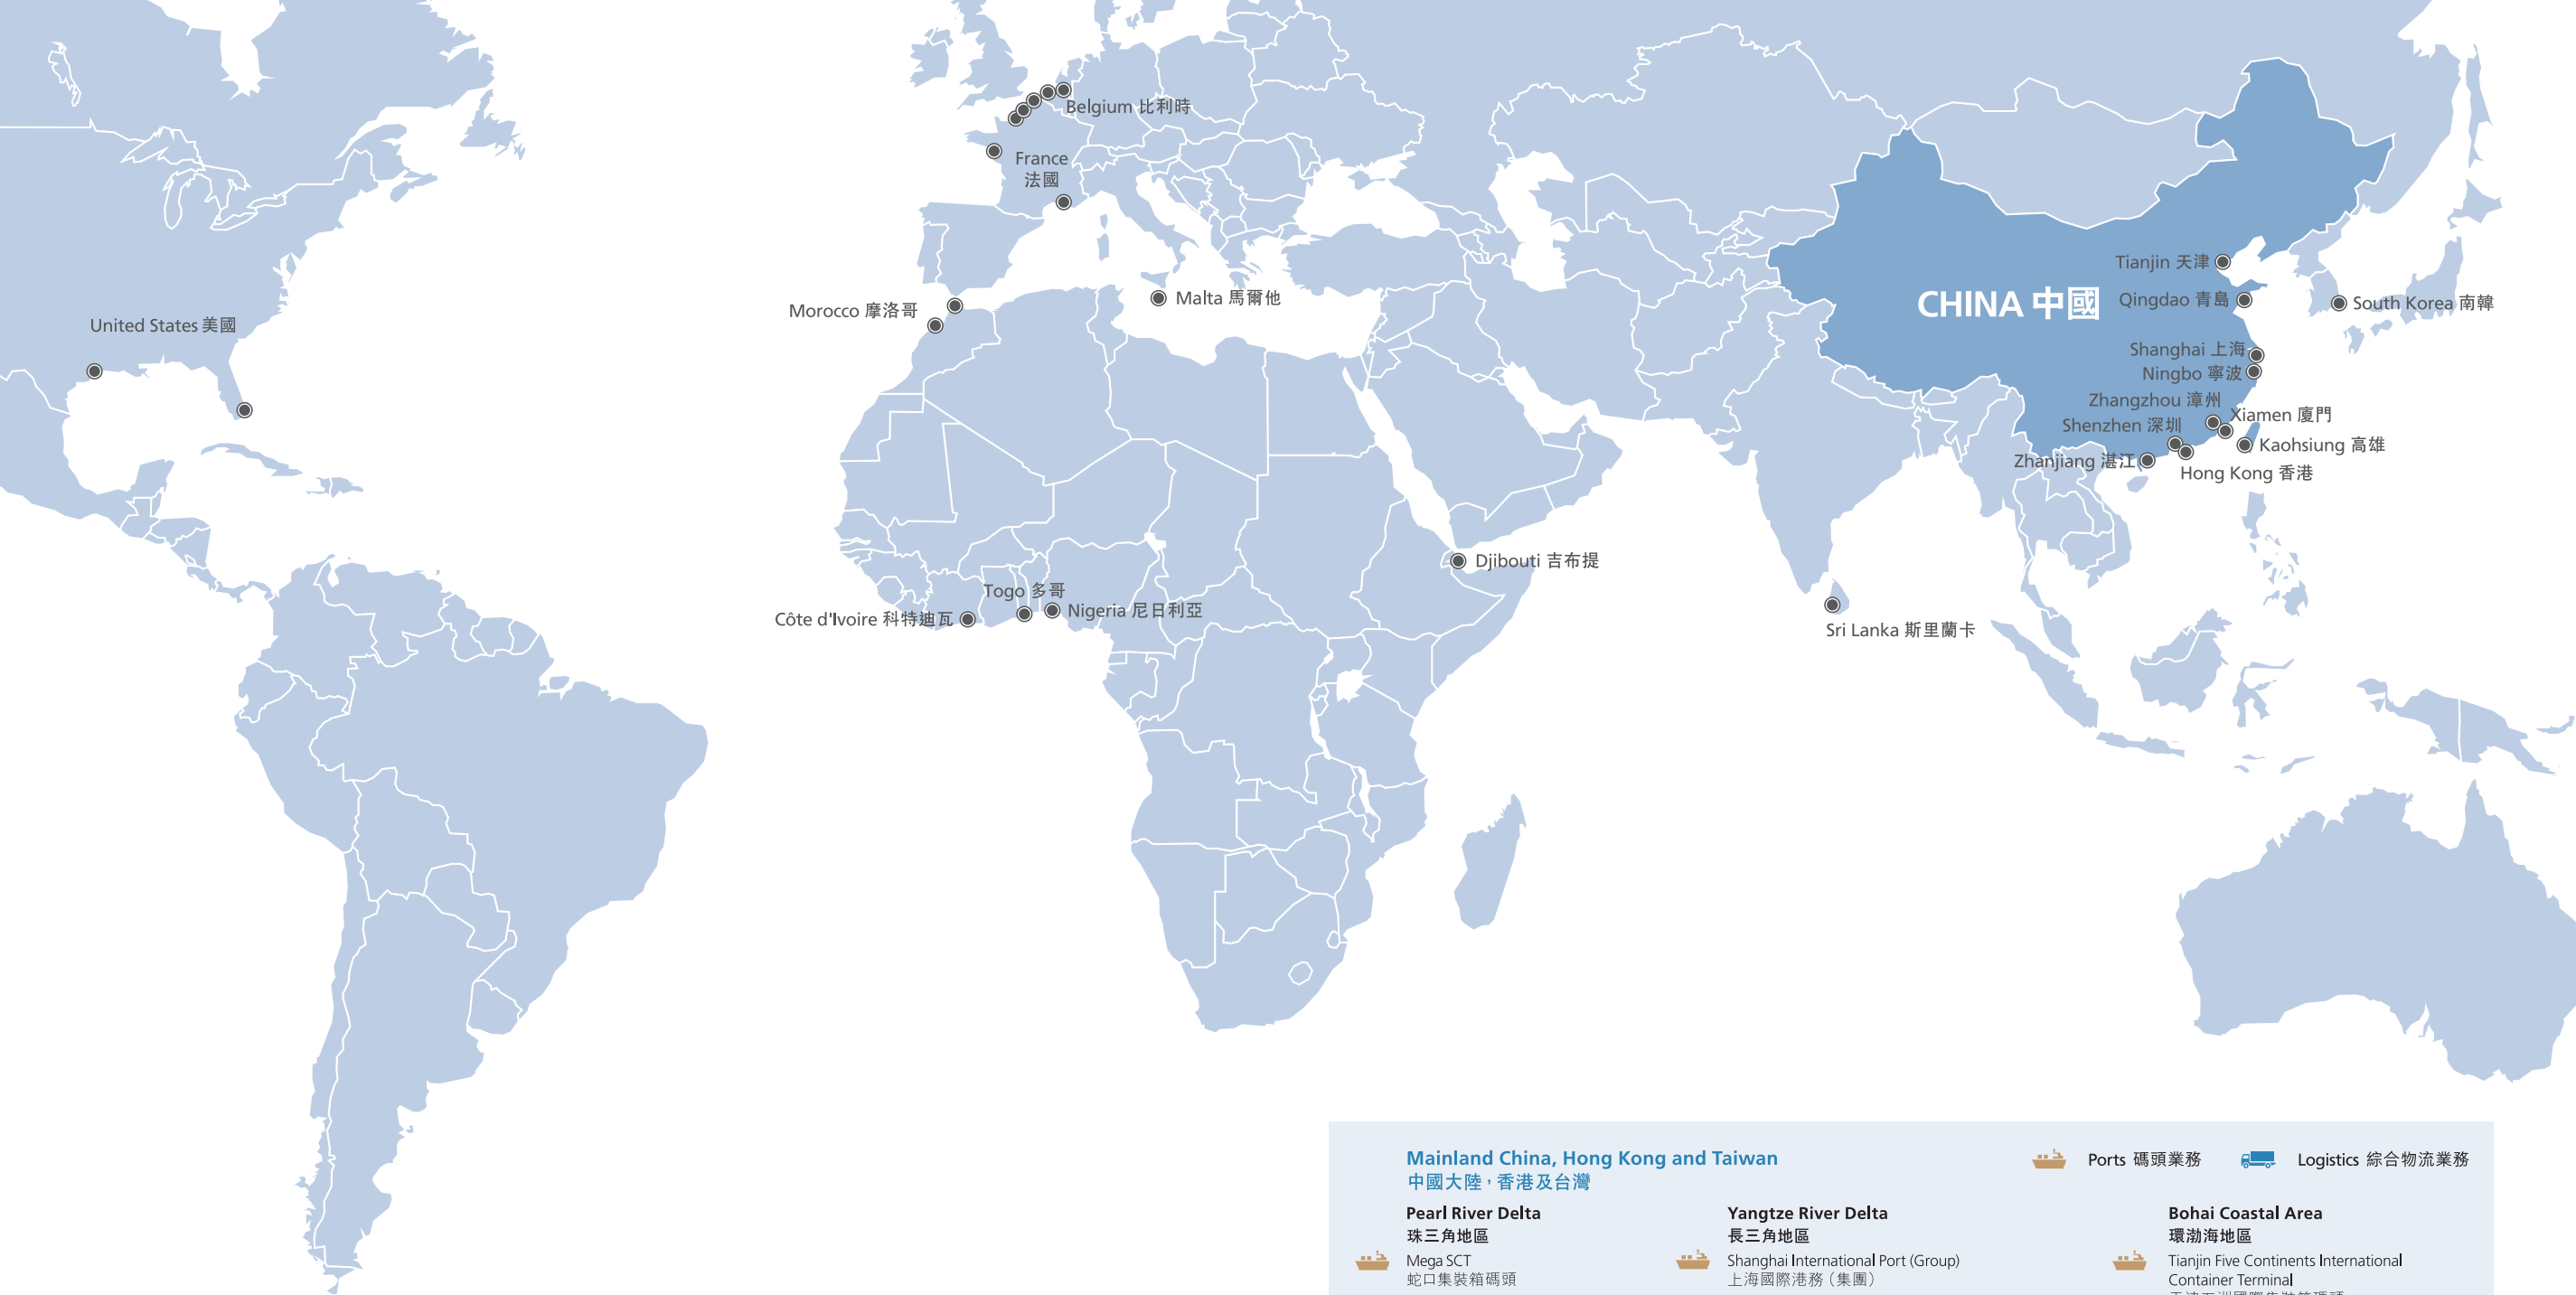 Belgium 比利時
France
法國
Malta 馬爾他
Morocco 摩洛哥
United States 美國
CHINA 中國
Tianjin 天津
Qingdao 青島
South Korea 南韓
Shanghai 上海
Ningbo 寧波
Zhangzhou 漳州
Xiamen 廈門
Shenzhen 深圳
Kaohsiung 高雄
Zhanjiang 湛江
Hong Kong 香港
Djibouti 吉布提
Togo 多哥
Nigeria 尼日利亞
Côte d'Ivoire 科特迪瓦
Sri Lanka 斯里蘭卡
Mainland China, Hong Kong and Taiwan
中國大陸，香港及台灣
Ports 碼頭業務
Logistics 綜合物流業務
Pearl River Delta
珠三角地區
Mega SCT
蛇口集裝箱碼頭
Yangtze River Delta
長三角地區
Shanghai International Port (Group)
上海國際港務（集團）
Bohai Coastal Area
環渤海地區
Tianjin Five Continents International
Container Terminal